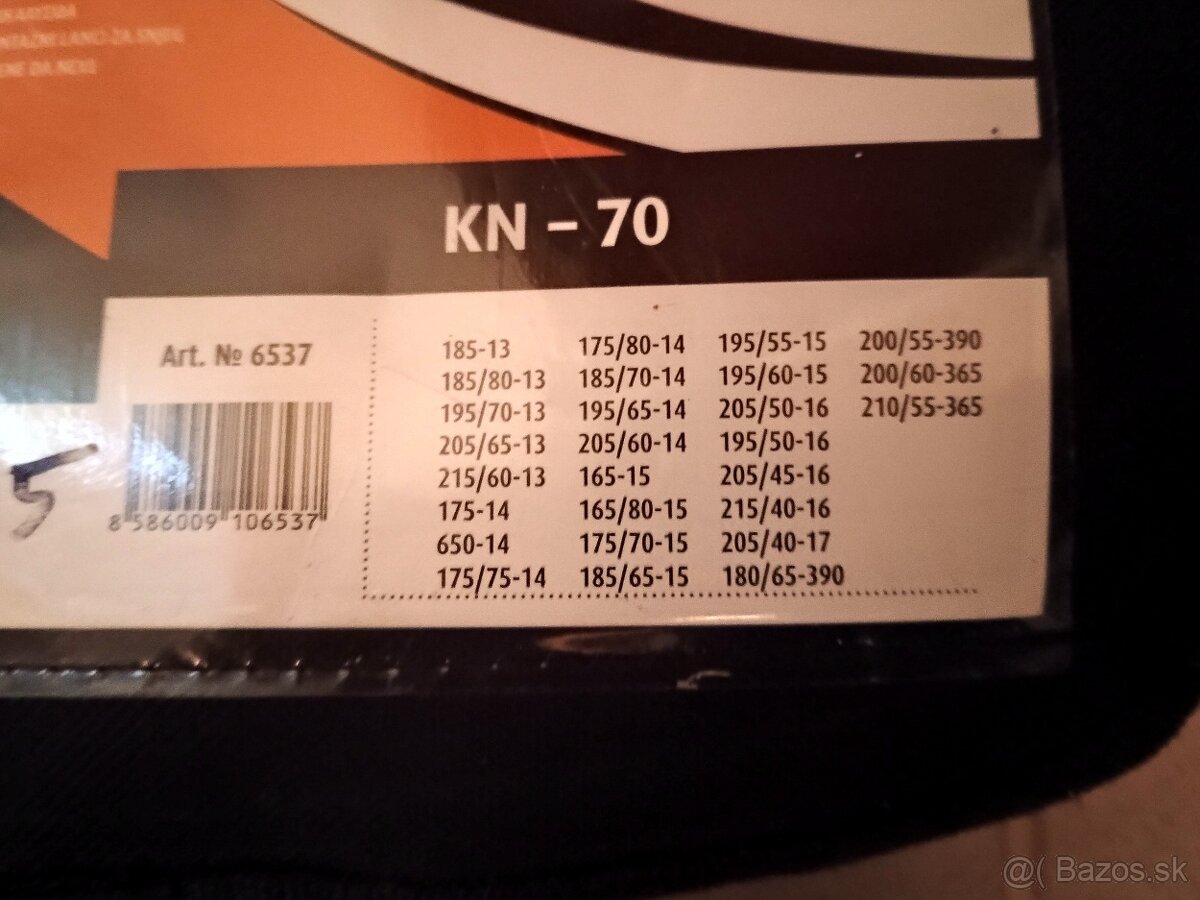 LANCI ZA SNIJEG
KN – 70
Art. № 6537
8 586009 106537
5
185-13 175/80-14 195/55-15 200/55-390
185/80-13 185/70-14 195/60-15 200/60-365
195/70-13 195/65-14 205/50-16 210/55-365
205/65-13 205/60-14 195/50-16
215/60-13 165-15 205/45-16
175-14 165/80-15 215/40-16
650-14 175/70-15 205/40-17
175/75-14 185/65-15 180/65-390
@( Bazos.sk